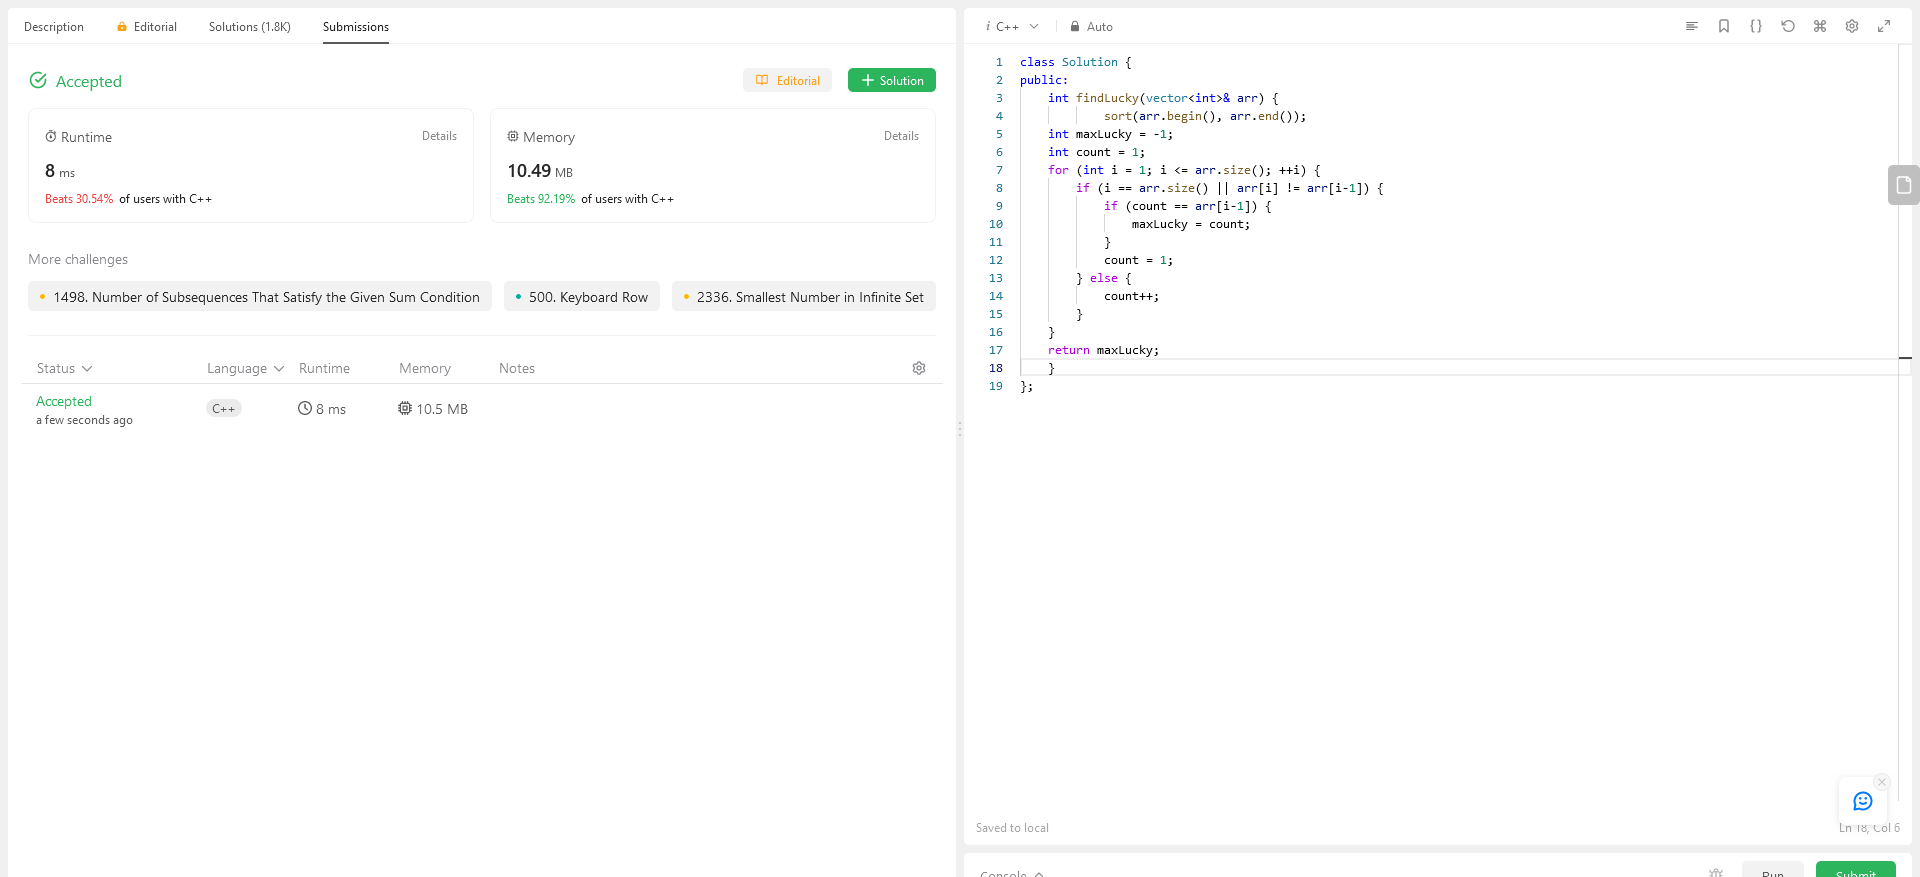 Description Editorial Solutions (1.8K) Submissions
Accepted
Editorial
Solution
Runtime Details
8 ms
Beats 30.54% of users with C++
Memory Details
10.49 MB
Beats 92.19% of users with C++
More challenges
1498. Number of Subsequences That Satisfy the Given Sum Condition
500. Keyboard Row
2336. Smallest Number in Infinite Set
Status Language Runtime Memory Notes
Accepted
a few seconds ago
C++ 8 ms 10.5 MB
i C++ Auto
1 class Solution {
2 public:
3 int findLucky(vector<int>& arr) {
4 sort(arr.begin(), arr.end());
5 int maxLucky = -1;
6 int count = 1;
7 for (int i = 1; i <= arr.size(); ++i) {
8 if (i == arr.size() || arr[i] != arr[i-1]) {
9 if (count == arr[i-1]) {
10 maxLucky = count;
11 }
12 count = 1;
13 } else {
14 count++;
15 }
16 }
17 return maxLucky;
18 }
19 };
Saved to local
Ln 18, Col 6
Console
Run
Submit